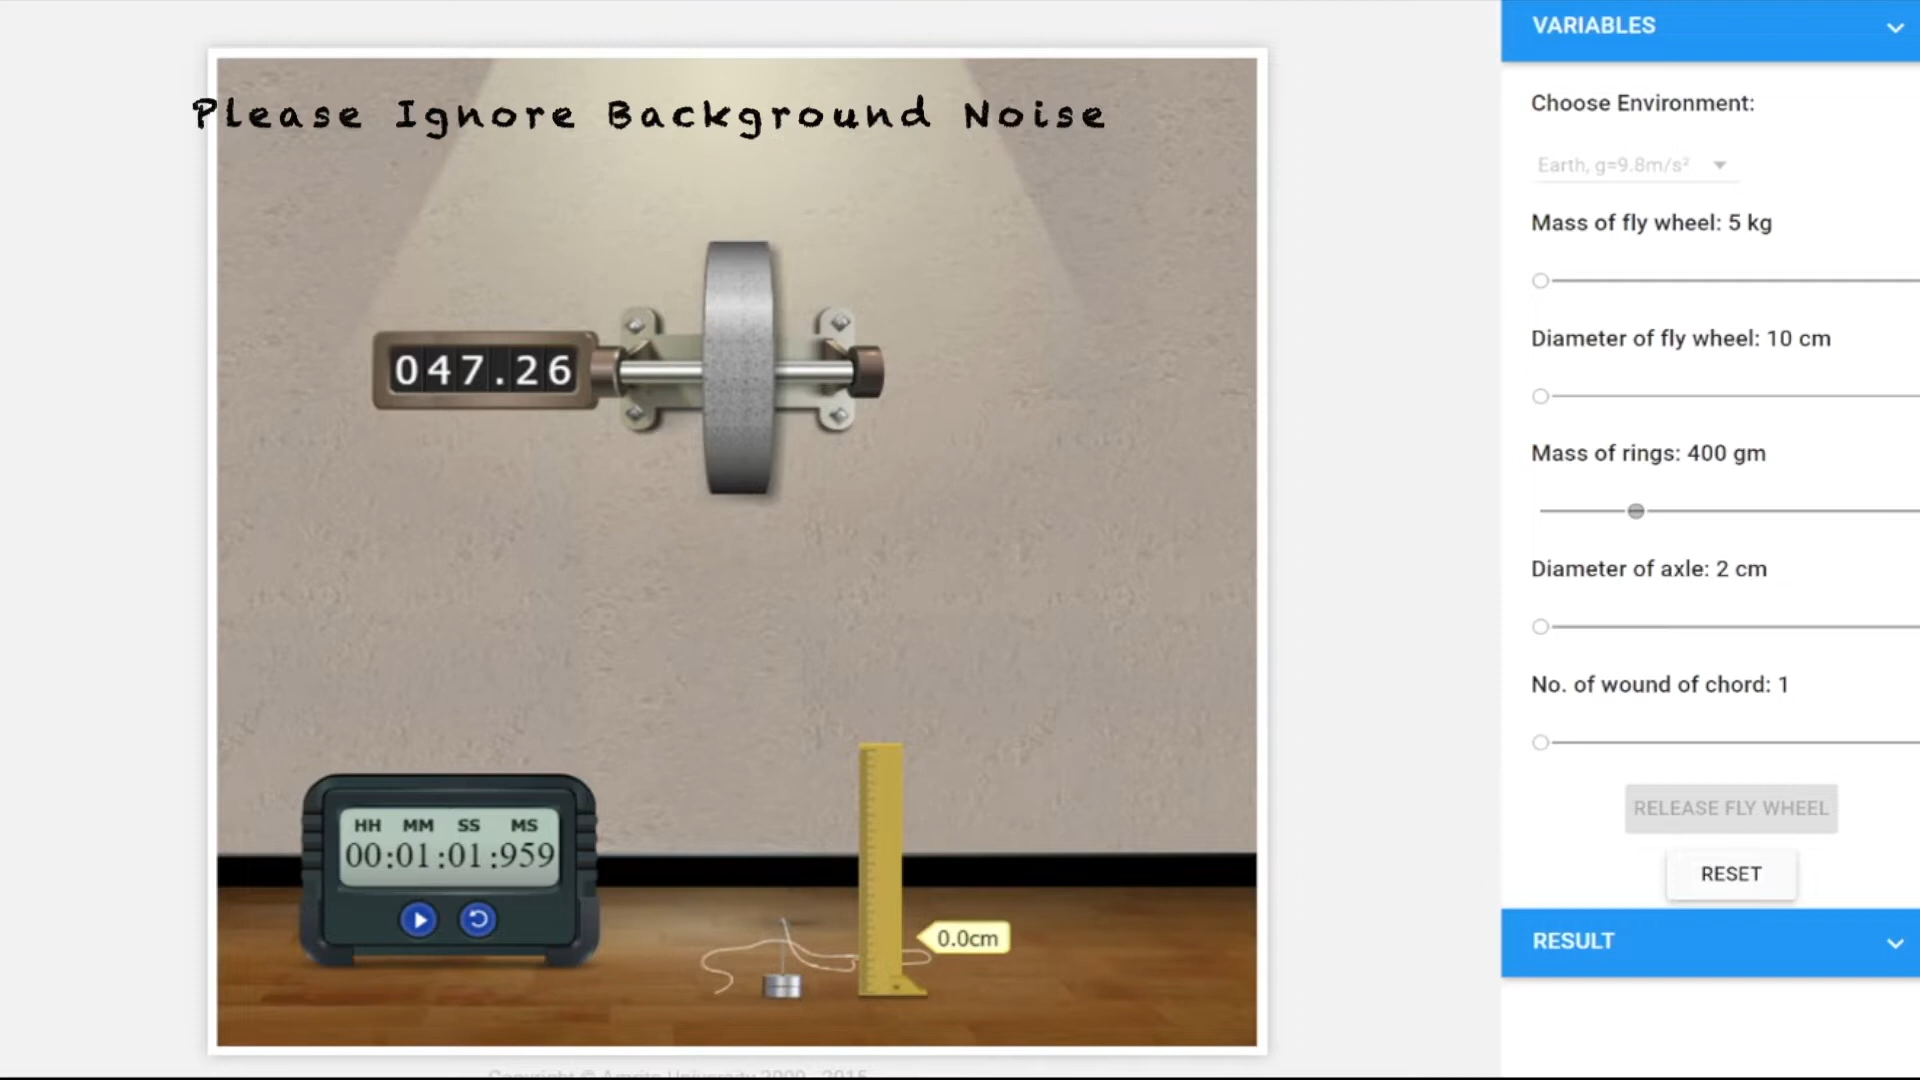 VARIABLES
Please Ignore Background Noise
Choose Environment:
Earth, g=9.8m/s²
Mass of fly wheel: 5 kg
Diameter of fly wheel: 10 cm
047.26
Mass of rings: 400 gm
Diameter of axle: 2 cm
No. of wound of chord: 1
RELEASE FLY WHEEL
HH MM SS MS
00:01:01:959
RESET
0.0cm
RESULT